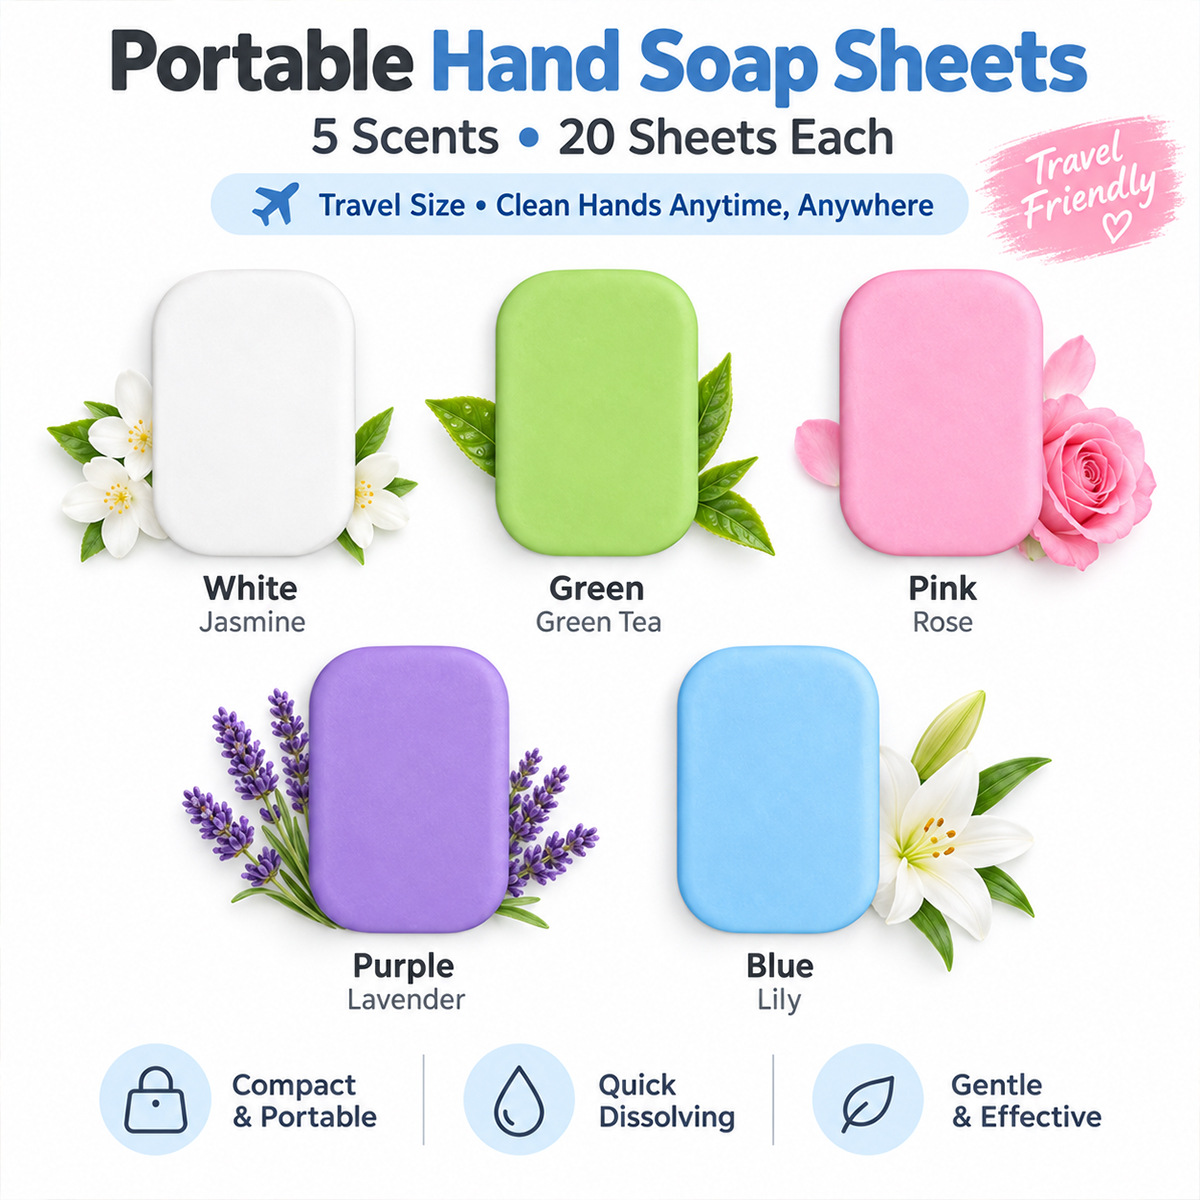 Portable Hand Soap Sheets
5 Scents • 20 Sheets Each
Travel Size • Clean Hands Anytime, Anywhere
Travel
Friendly
White
Jasmine
Green
Green Tea
Pink
Rose
Purple
Lavender
Blue
Lily
Compact
& Portable
Quick
Dissolving
Gentle
& Effective